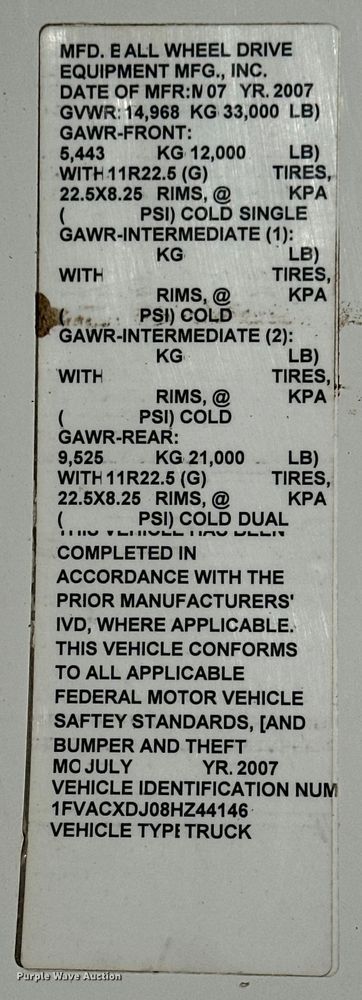 MFD. B ALL WHEEL DRIVE
EQUIPMENT MFG., INC.
DATE OF MFR:M 07 YR. 2007
GVWR: 14,968 KG 33,000 LB)
GAWR-FRONT:
5,443 KG 12,000 LB)
WITH 11R22.5 (G) TIRES,
22.5X8.25 RIMS, @ KPA
( PSI) COLD SINGLE
GAWR-INTERMEDIATE (1):
KG LB)
WITH TIRES,
RIMS, @ KPA
( PSI) COLD
GAWR-INTERMEDIATE (2):
KG LB)
WITH TIRES,
RIMS, @ KPA
( PSI) COLD
GAWR-REAR:
9,525 KG 21,000 LB)
WITH 11R22.5 (G) TIRES,
22.5X8.25 RIMS, @ KPA
( PSI) COLD DUAL
THIS VEHICLE HAS BEEN
COMPLETED IN
ACCORDANCE WITH THE
PRIOR MANUFACTURERS'
IVD, WHERE APPLICABLE.
THIS VEHICLE CONFORMS
TO ALL APPLICABLE
FEDERAL MOTOR VEHICLE
SAFTEY STANDARDS, [AND
BUMPER AND THEFT
MO JULY YR. 2007
VEHICLE IDENTIFICATION NUM
1FVACXDJ08HZ44146
VEHICLE TYPE TRUCK
Purple Wave Auction